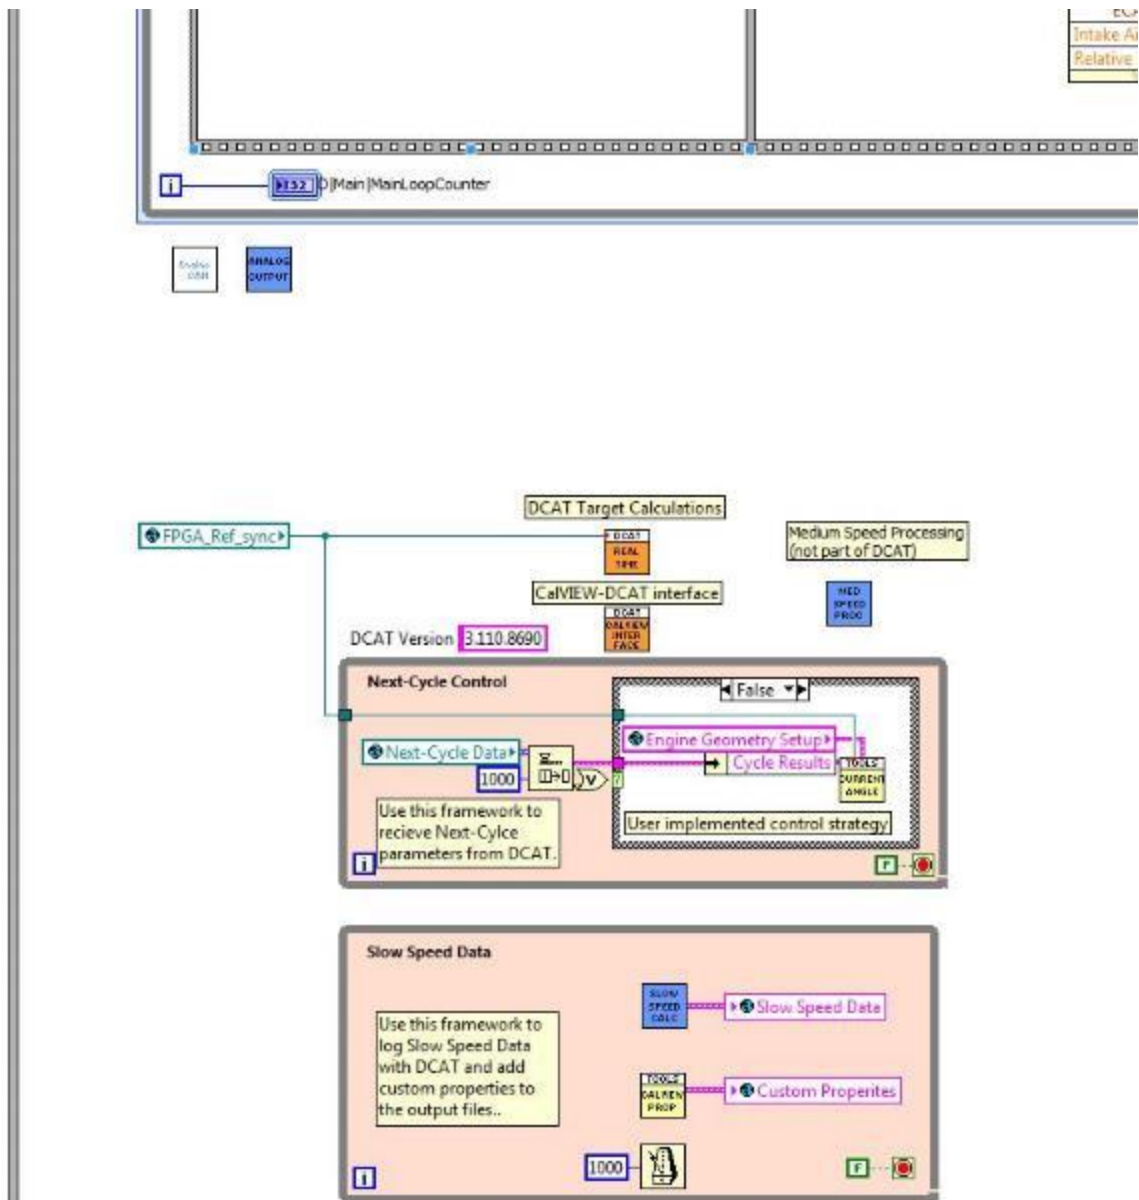 Intake Ai
Relative
i
I32
D|Main|MainLoopCounter
Engine
CAN
ANALOG
OUTPUT
DCAT Target Calculations
FPGA_Ref_sync
DCAT
REAL
TIME
Medium Speed Processing
(not part of DCAT)
CalVIEW-DCAT interface
MED
SPEED
PROC
DCAT
CALVIEW
INTER
FACE
DCAT Version 3.110.8690
Next-Cycle Control
False
Engine Geometry Setup
Next-Cycle Data
Cycle Results
TOOLS
CURRENT
ANGLE
1000
?
Use this framework to
recieve Next-Cylce
parameters from DCAT.
User implemented control strategy
i
F
Slow Speed Data
SLOW
SPEED
CALC
Slow Speed Data
Use this framework to
log Slow Speed Data
with DCAT and add
custom properties to
the output files..
TOOLS
PROP
Custom Properites
1000
F
i